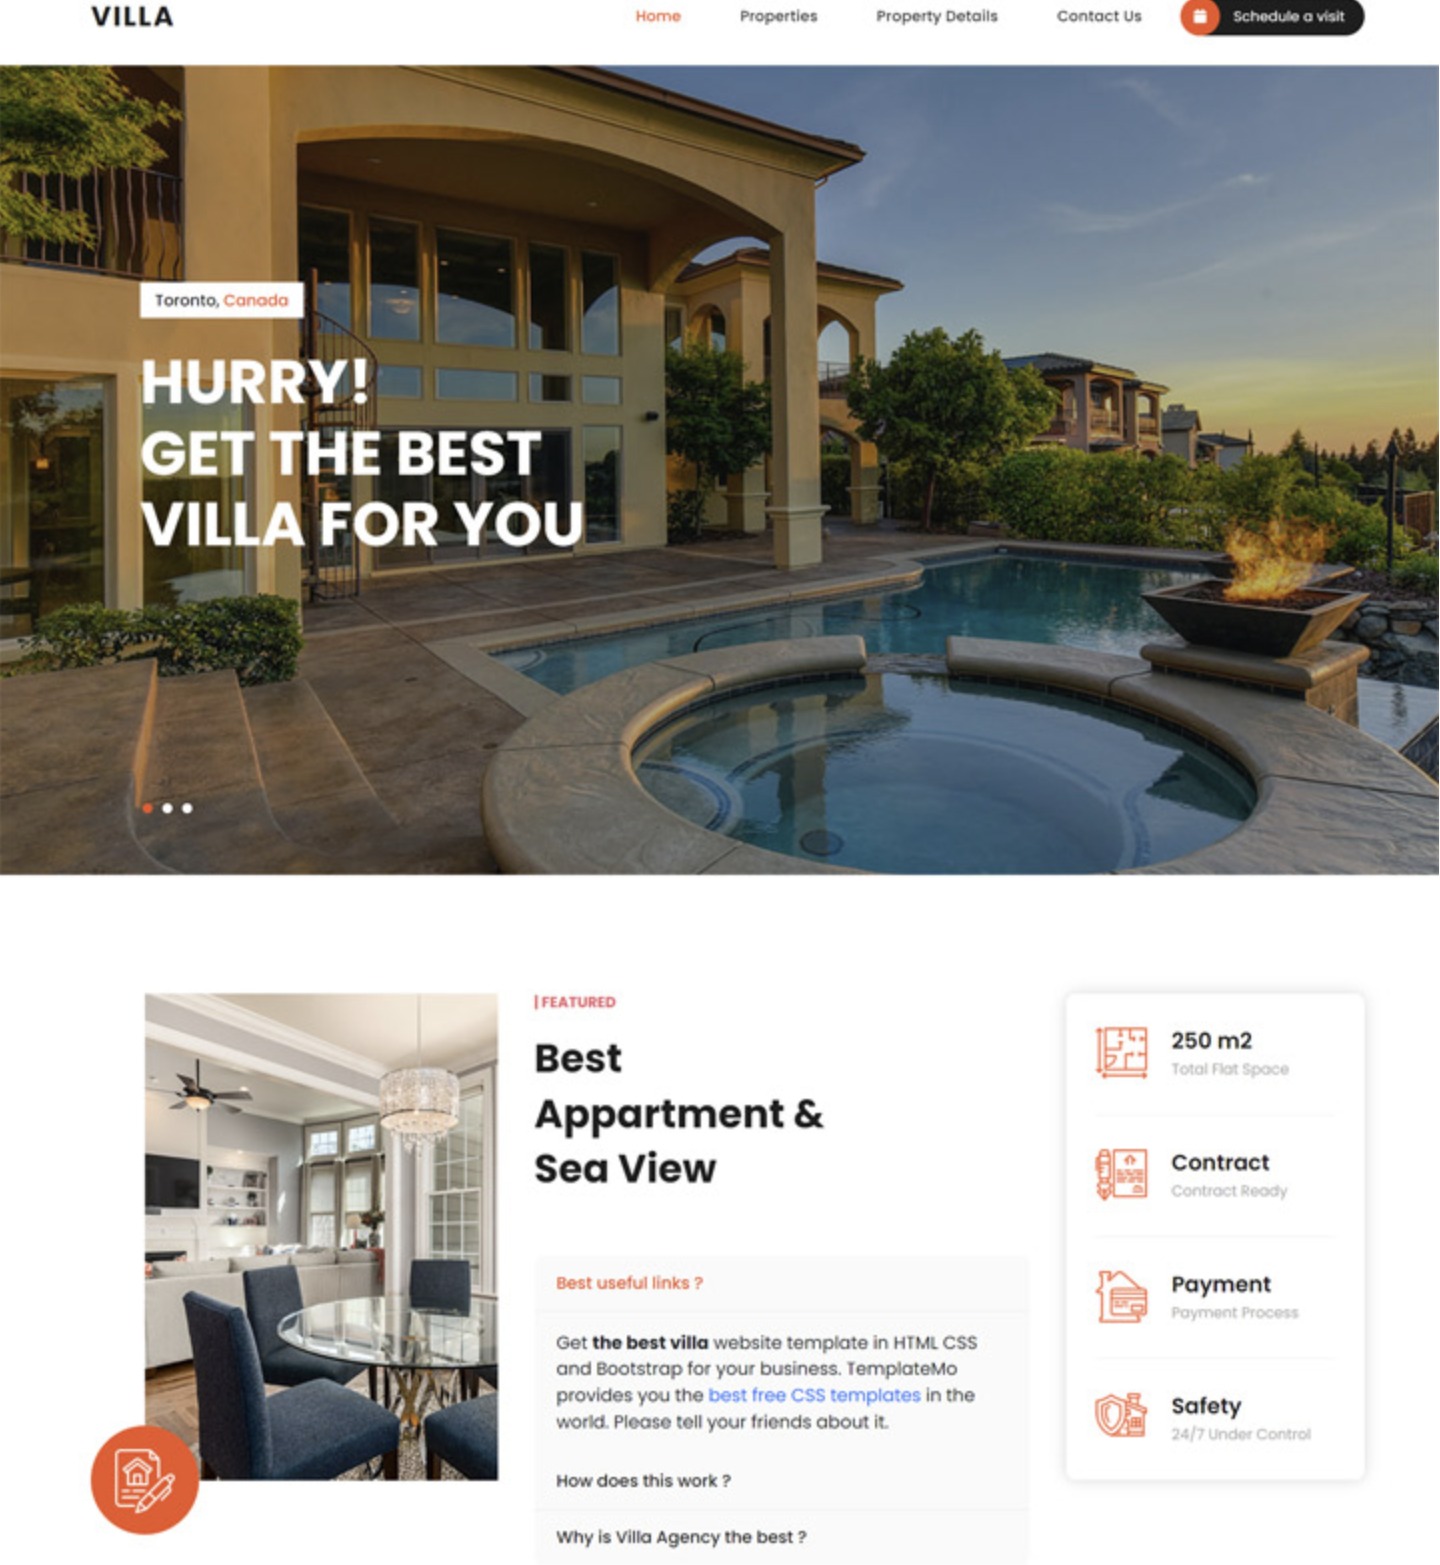 VILLA
Home
Properties
Property Details
Contact Us
Schedule a visit
Toronto, Canada
HURRY!
GET THE BEST
VILLA FOR YOU
| FEATURED
Best
Appartment &
Sea View
Best useful links ?
Get the best villa website template in HTML CSS
and Bootstrap for your business. TemplateMo
provides you the best free CSS templates in the
world. Please tell your friends about it.
How does this work ?
Why is Villa Agency the best ?
250 m2
Total Flat Space
Contract
Contract Ready
Payment
Payment Process
Safety
24/7 Under Control